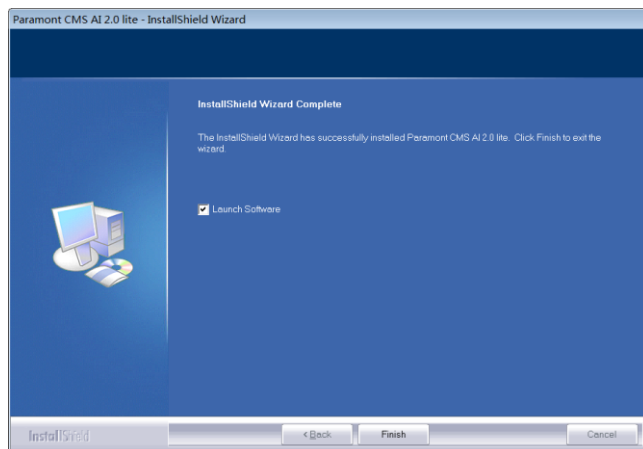 Paramont CMS AI 2.0 lite - InstallShield Wizard
InstallShield Wizard Complete
The InstallShield Wizard has successfully installed Paramont CMS AI 2.0 lite. Click Finish to exit the
wizard.
Launch Software
InstallShield
< Back
Finish
Cancel